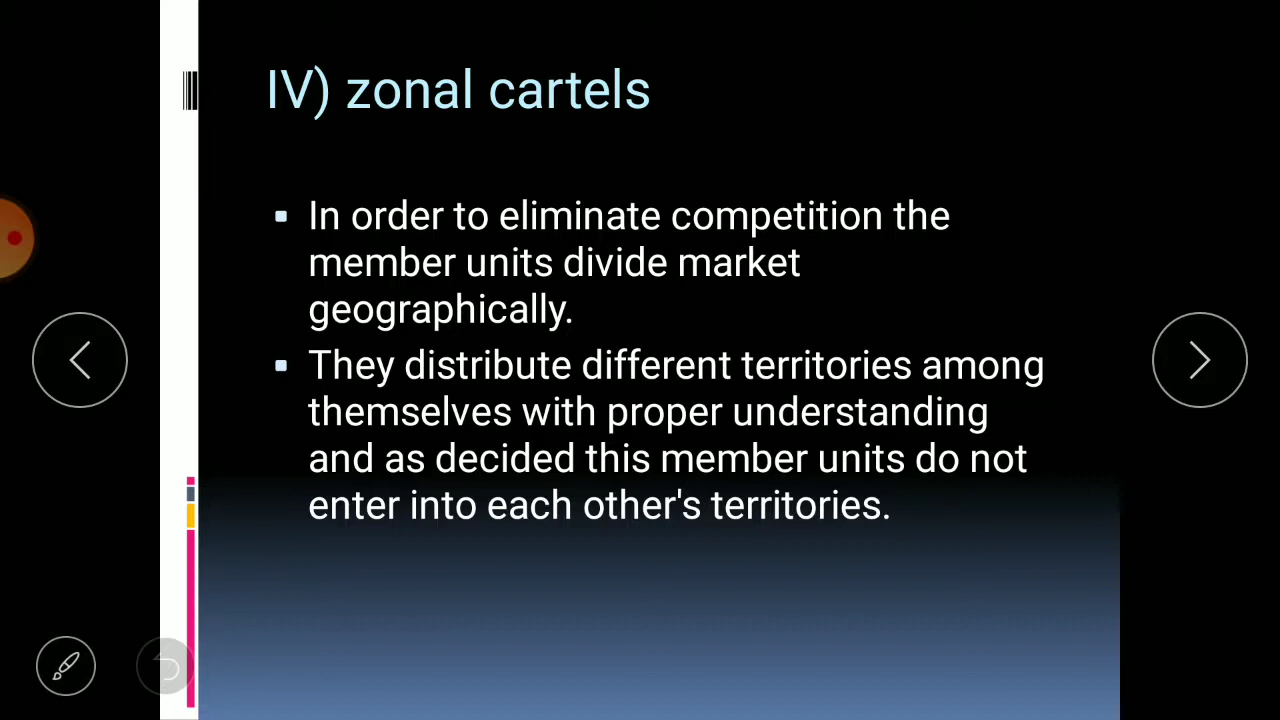 IV) zonal cartels
▪ In order to eliminate competition the
member units divide market
geographically.
▪ They distribute different territories among
themselves with proper understanding
and as decided this member units do not
enter into each other's territories.